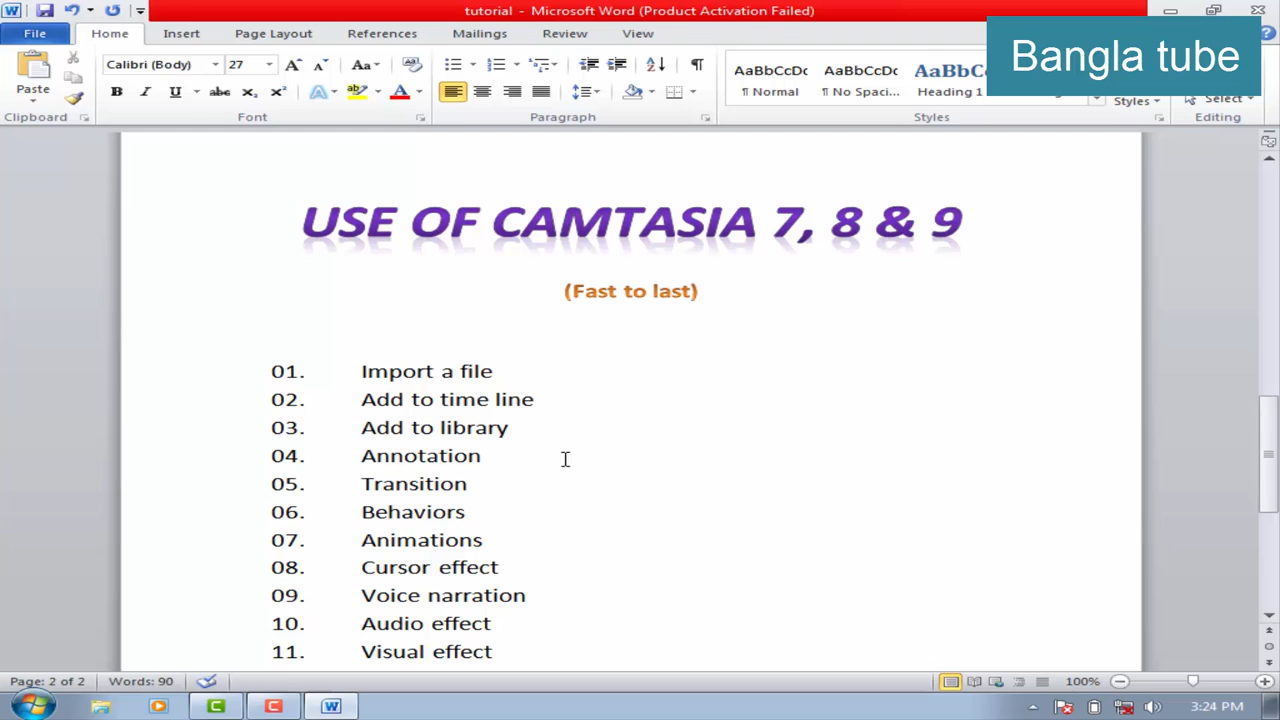 tutorial - Microsoft Word (Product Activation Failed)
File Home Insert Page Layout References Mailings Review View
Bangla tube
Calibri (Body) 27
Paste
AaBbCcDc AaBbCcDc AaBbC
¶ Normal ¶ No Spaci... Heading 1
Styles Select
Clipboard Font Paragraph Styles Editing
USE OF CAMTASIA 7, 8 & 9
(Fast to last)
01. Import a file
02. Add to time line
03. Add to library
04. Annotation
05. Transition
06. Behaviors
07. Animations
08. Cursor effect
09. Voice narration
10. Audio effect
11. Visual effect
Page: 2 of 2 Words: 90 100%
3:24 PM